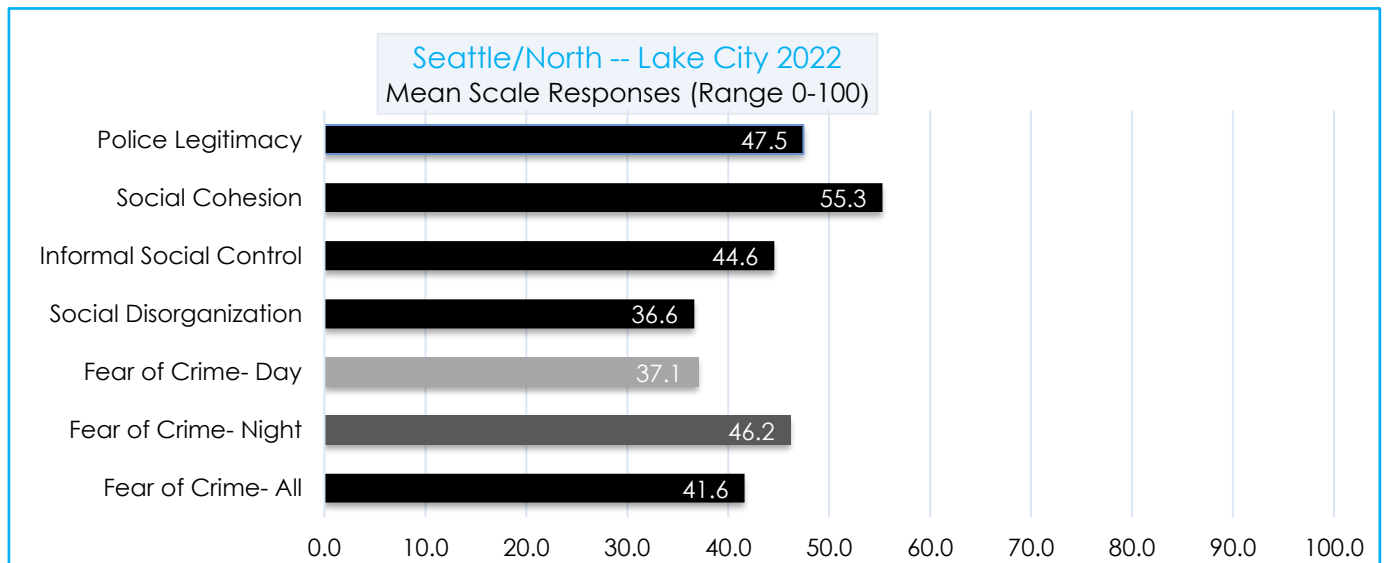 Seattle/North -- Lake City 2022
Mean Scale Responses (Range 0-100)
Police Legitimacy 47.5
Social Cohesion 55.3
Informal Social Control 44.6
Social Disorganization 36.6
Fear of Crime- Day 37.1
Fear of Crime- Night 46.2
Fear of Crime- All 41.6
0.0 10.0 20.0 30.0 40.0 50.0 60.0 70.0 80.0 90.0 100.0